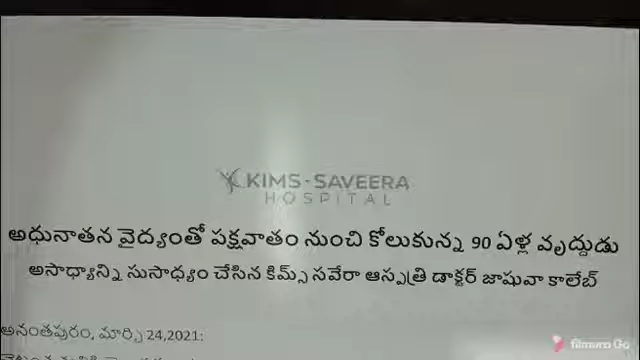 KIMS-SAVEERA
HOSPITAL
అధునాతన వైద్యంతో పక్షవాతం నుంచి కోలుకున్న 90 ఏళ్ల వృద్ధుడు
అసాధ్యాన్ని సుసాధ్యం చేసిన కిమ్స్ సవేరా ఆస్పత్రి డాక్టర్ జాషువా కాలేబ్
అనంతపురం, మార్చి 24,2021:
filmora Go